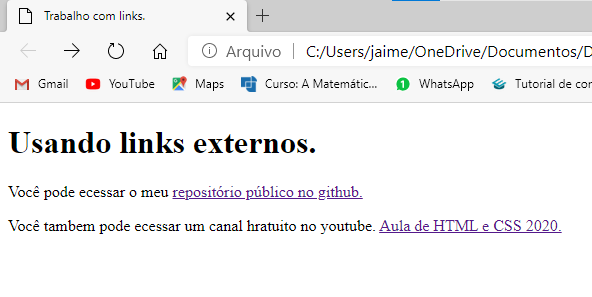 Trabalho com links.
Arquivo | C:/Users/jaime/OneDrive/Documentos/D
Gmail YouTube Maps Curso: A Matemátic... 1 WhatsApp Tutorial de cor
Usando links externos.
Você pode ecessar o meu repositório público no github.
Você tambem pode ecessar um canal hratuito no youtube. Aula de HTML e CSS 2020.